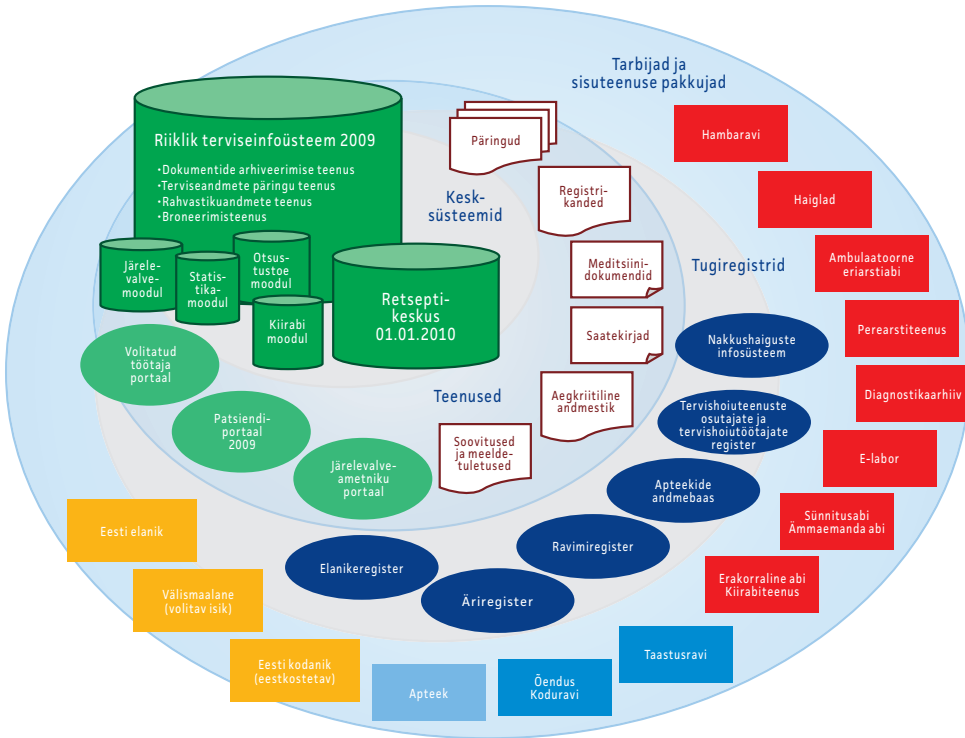 Tarbijad ja
sisuteenuse pakkujad
Riiklik terviseinfoüsteem 2009
•Dokumentide arhiveerimise teenus
•Terviseandmete päringu teenus
•Rahvastikuandmete teenus
•Broneerimisteenus
Järele-
valve-
moodul
Statis-
tika-
moodul
Otsus-
tustoe
moodul
Kiirabi
moodul
Retsepti-
keskus
01.01.2010
Kesk-
süsteemid
Päringud
Registri-
kanded
Meditsiini-
dokumendid
Saatekirjad
Aegkriitiline
andmestik
Soovitused
ja meelde-
tuletused
Teenused
Volitatud
töötaja
portaal
Patsiendi-
portaal
2009
Järelevalve-
ametniku
portaal
Tugiregistrid
Nakkushaiguste
infosüsteem
Tervishoiuteenuste
osutajate ja
tervishoiutöötajate
register
Apteekide
andmebaas
Ravimiregister
Äriregister
Elanikeregister
Hambaravi
Haiglad
Ambulaatoorne
eriarstiabi
Perearstiteenus
Diagnostikaarhiiv
E-labor
Sünnitusabi
Ämmaemanda abi
Erakorraline abi
Kiirabiteenus
Taastusravi
Õendus
Koduravi
Apteek
Eesti kodanik
(eestkostetav)
Välismaalane
(volitav isik)
Eesti elanik